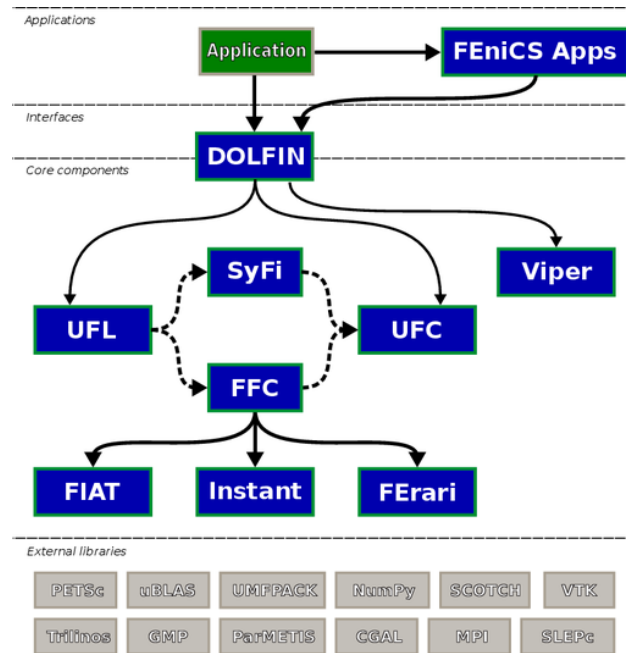 Applications
Application
FEniCS Apps
Interfaces
DOLFIN
Core components
SyFi
Viper
UFL
UFC
FFC
FIAT
Instant
FErari
External libraries
PETSc
uBLAS
UMFPACK
NumPy
SCOTCH
VTK
Trilinos
GMP
ParMETIS
CGAL
MPI
SLEPc